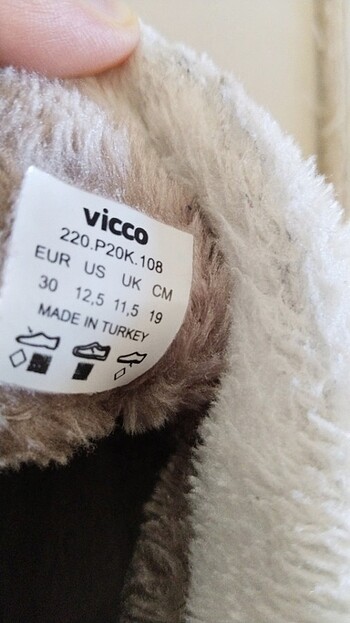 vicco
220.P20K.108
EUR US UK CM
30 12,5 11,5 19
MADE IN TURKEY